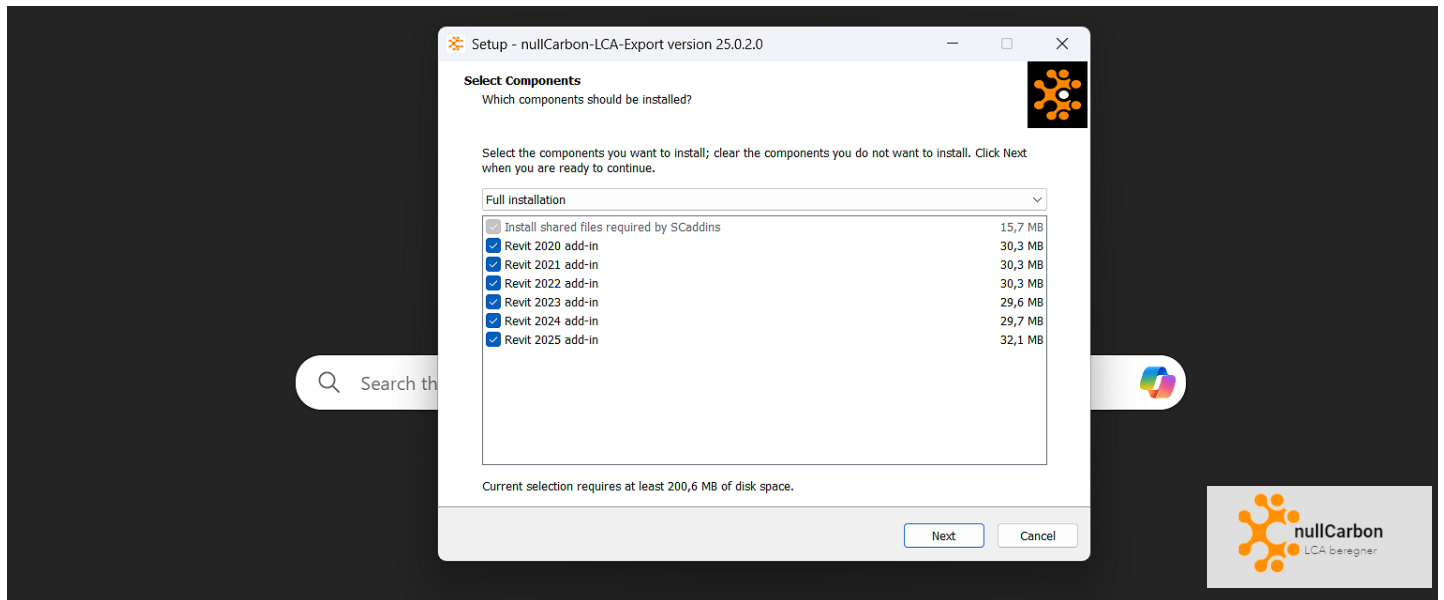 Setup - nullCarbon-LCA-Export version 25.0.2.0
Select Components
Which components should be installed?
Select the components you want to install; clear the components you do not want to install. Click Next
when you are ready to continue.
Full installation
Install shared files required by SCaddins 15,7 MB
Revit 2020 add-in 30,3 MB
Revit 2021 add-in 30,3 MB
Revit 2022 add-in 30,3 MB
Revit 2023 add-in 29,6 MB
Revit 2024 add-in 29,7 MB
Revit 2025 add-in 32,1 MB
Search th
Current selection requires at least 200,6 MB of disk space.
Next Cancel
nullCarbon
LCA beregner